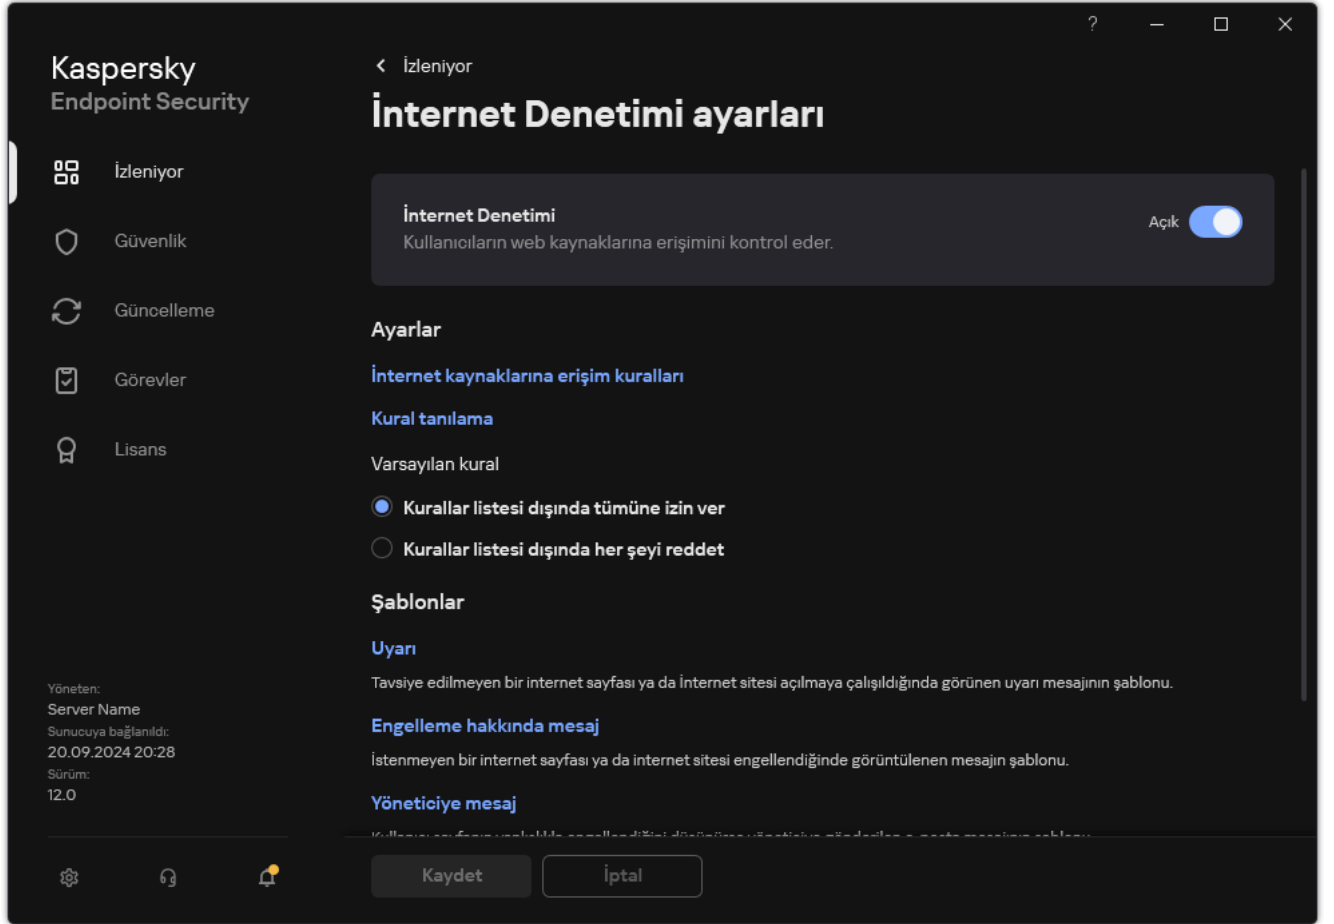 ?
Kaspersky
Endpoint Security
İzleniyor
Güvenlik
Güncelleme
Görevler
Lisans
Yöneten:
Server Name
Sunucuya bağlanıldı:
20.09.2024 20:28
Sürüm:
12.0
İzleniyor
İnternet Denetimi ayarları
İnternet Denetimi
Kullanıcıların web kaynaklarına erişimini kontrol eder.
Açık
Ayarlar
İnternet kaynaklarına erişim kuralları
Kural tanılama
Varsayılan kural
Kurallar listesi dışında tümüne izin ver
Kurallar listesi dışında her şeyi reddet
Şablonlar
Uyarı
Tavsiye edilmeyen bir internet sayfası ya da İnternet sitesi açılmaya çalışıldığında görünen uyarı mesajının şablonu.
Engelleme hakkında mesaj
İstenmeyen bir internet sayfası ya da internet sitesi engellendiğinde görüntülenen mesajın şablonu.
Yöneticiye mesaj
Kaydet
İptal